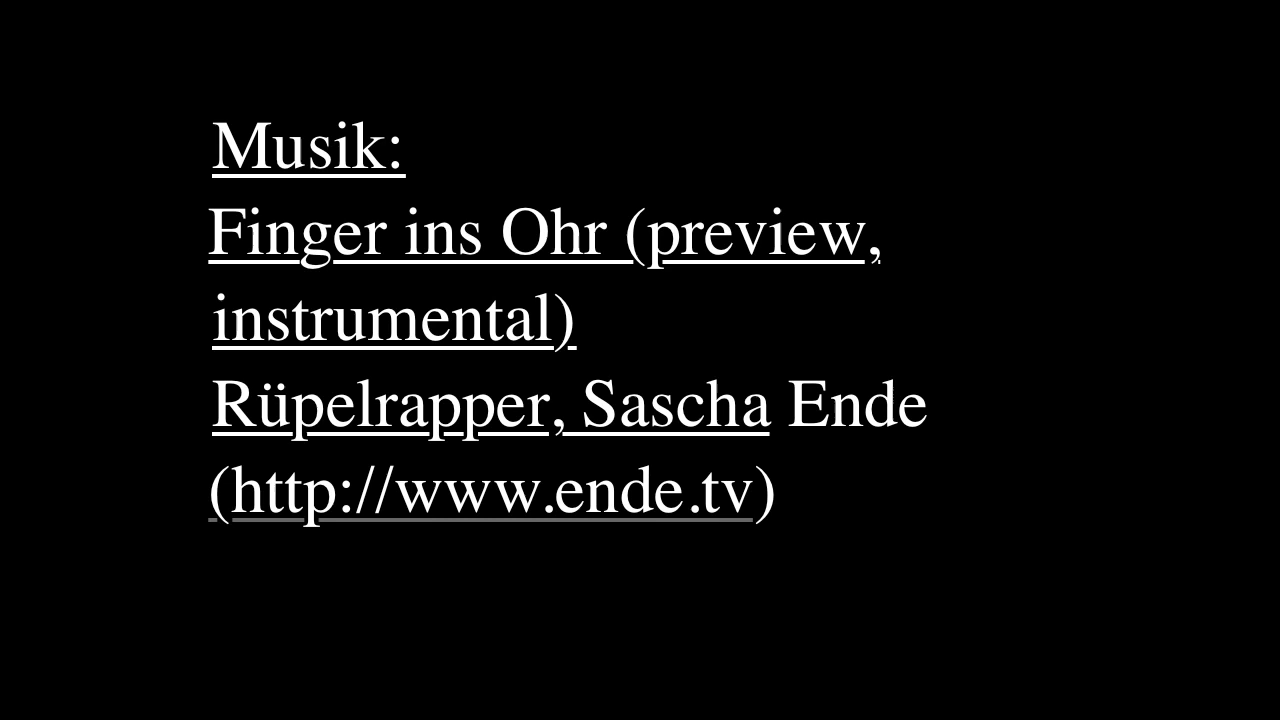 Musik:
Finger ins Ohr (preview,
instrumental)
Rüpelrapper, Sascha Ende
(http://www.ende.tv)